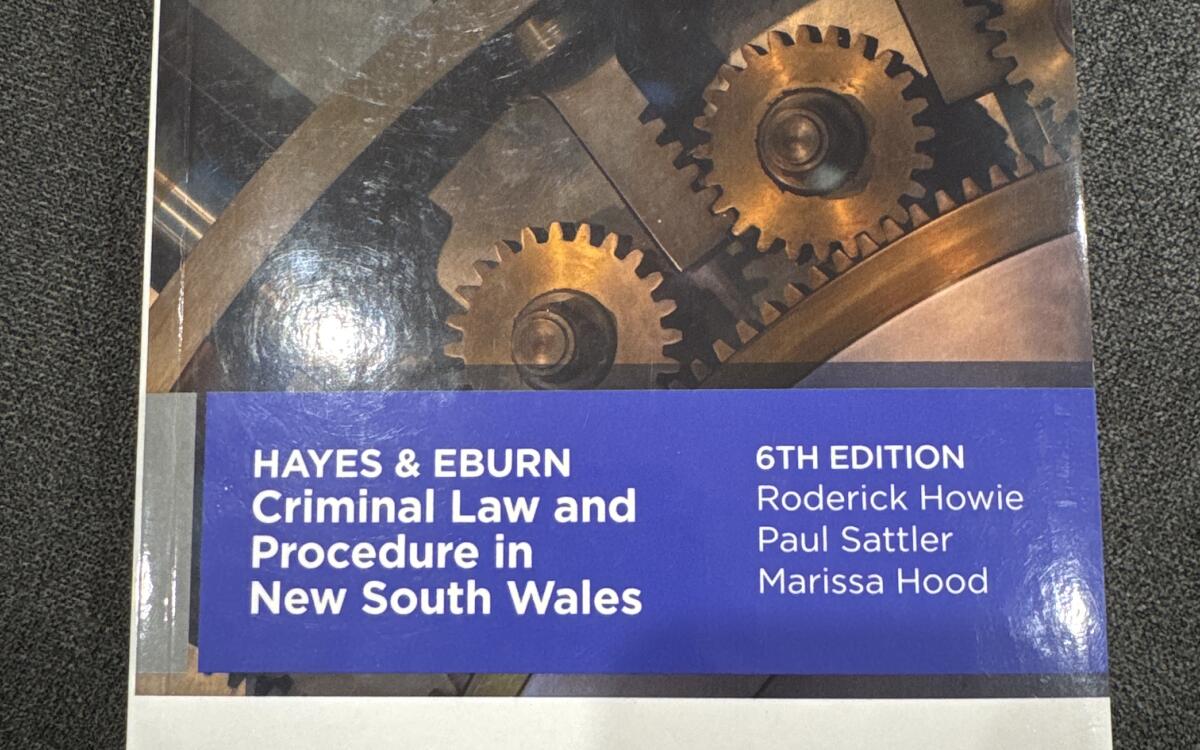 HAYES & EBURN
Criminal Law and
Procedure in
New South Wales
6TH EDITION
Roderick Howie
Paul Sattler
Marissa Hood